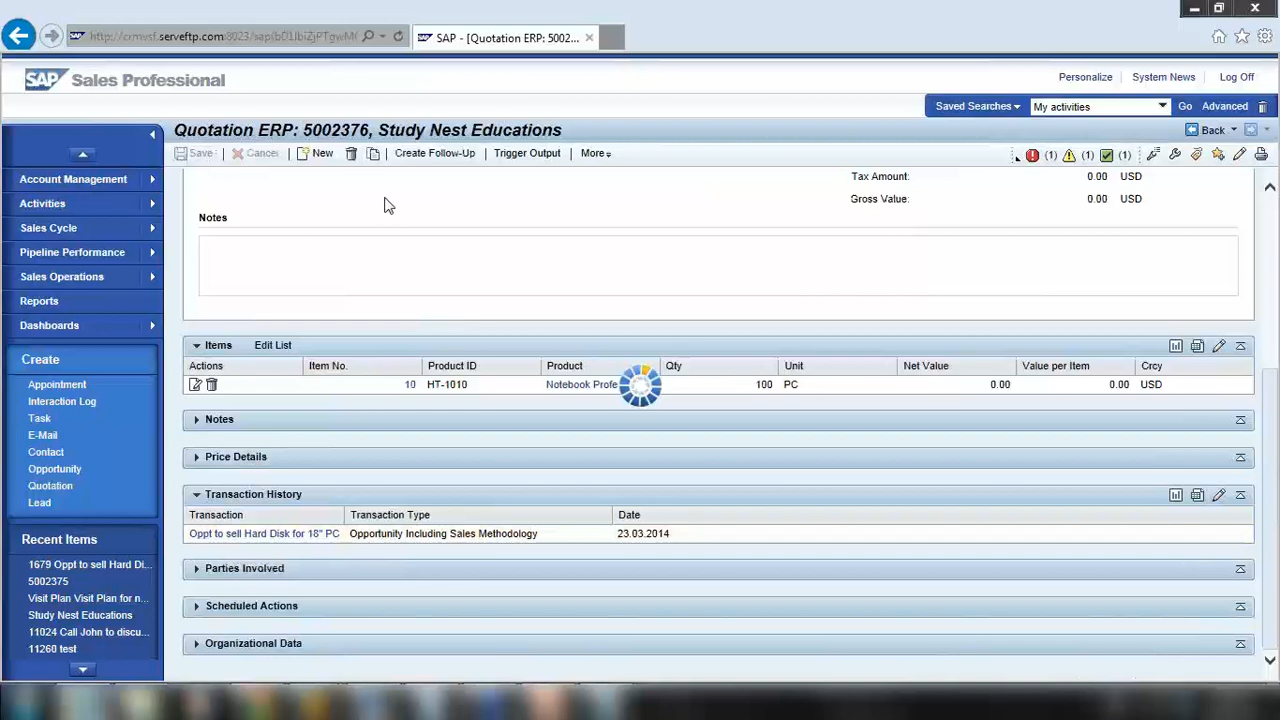 http://crmwsf.serveftp.com:8023/sap(bD1lbiZjPTgwM(
SAP - [Quotation ERP: 5002...
SAP Sales Professional
Personalize System News Log Off
Saved Searches My activities Go Advanced
Quotation ERP: 5002376, Study Nest Educations
Back
Save Cancel New Create Follow-Up Trigger Output More
(1) (1) (1)
Account Management
Activities
Sales Cycle
Pipeline Performance
Sales Operations
Reports
Dashboards
Create
Appointment
Interaction Log
Task
E-Mail
Contact
Opportunity
Quotation
Lead
Recent Items
1679 Oppt to sell Hard Di...
5002375
Visit Plan Visit Plan for n...
Study Nest Educations
11024 Call John to discu...
11260 test
Tax Amount: 0.00 USD
Gross Value: 0.00 USD
Notes
Items Edit List
Actions Item No. Product ID Product Qty Unit Net Value Value per Item Crcy
10 HT-1010 Notebook Profe 100 PC 0.00 0.00 USD
Notes
Price Details
Transaction History
Transaction Transaction Type Date
Oppt to sell Hard Disk for 18" PC Opportunity Including Sales Methodology 23.03.2014
Parties Involved
Scheduled Actions
Organizational Data